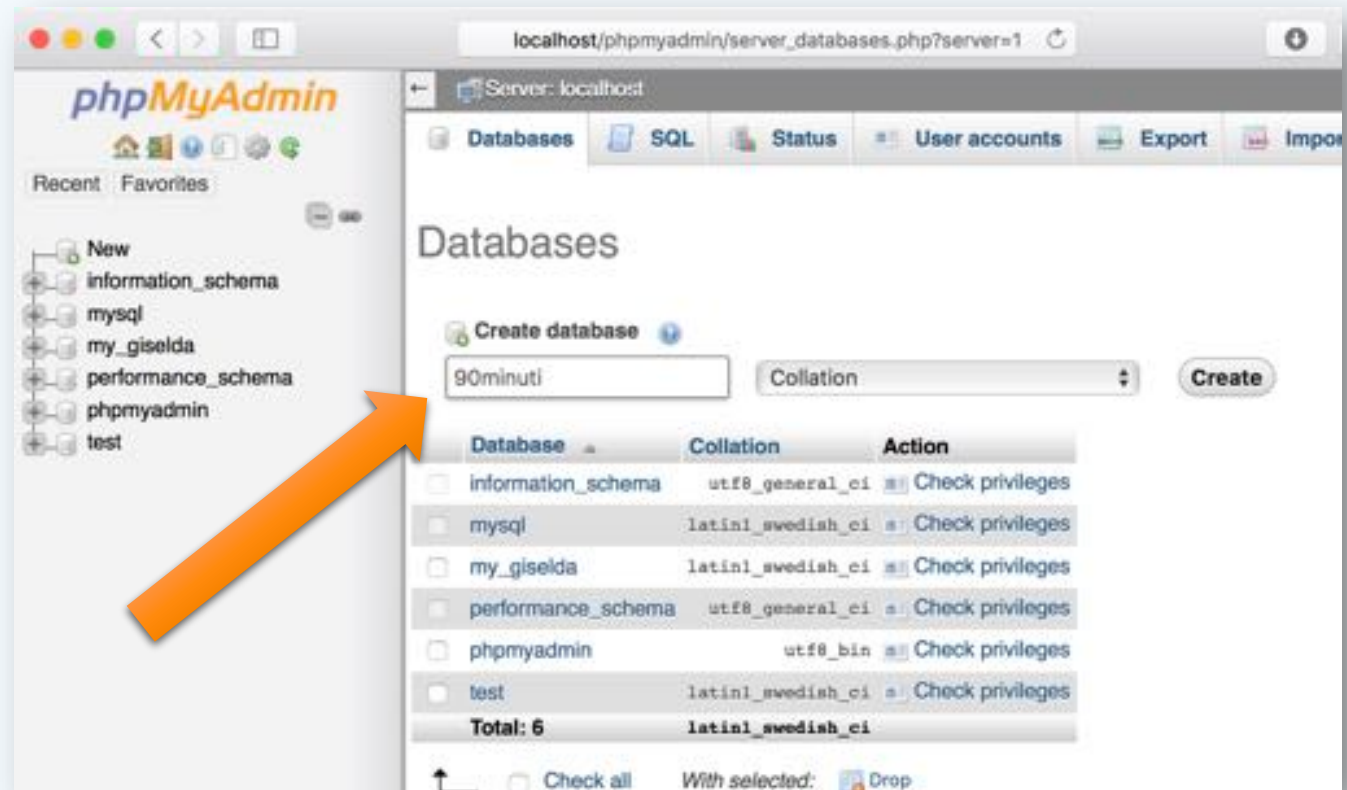 localhost/phpmyadmin/server_databases.php?server=1
phpMyAdmin
Recent Favorites
New
information_schema
mysql
my_giselda
performance_schema
phpmyadmin
test
Server: localhost
Databases SQL Status User accounts Export Impor
Databases
Create database
90minuti Collation Create
Database Collation Action
information_schema utf8_general_ci Check privileges
mysql latin1_swedish_ci Check privileges
my_giselda latin1_swedish_ci Check privileges
performance_schema utf8_general_ci Check privileges
phpmyadmin utf8_bin Check privileges
test latin1_swedish_ci Check privileges
Total: 6 latin1_swedish_ci
Check all With selected: Drop